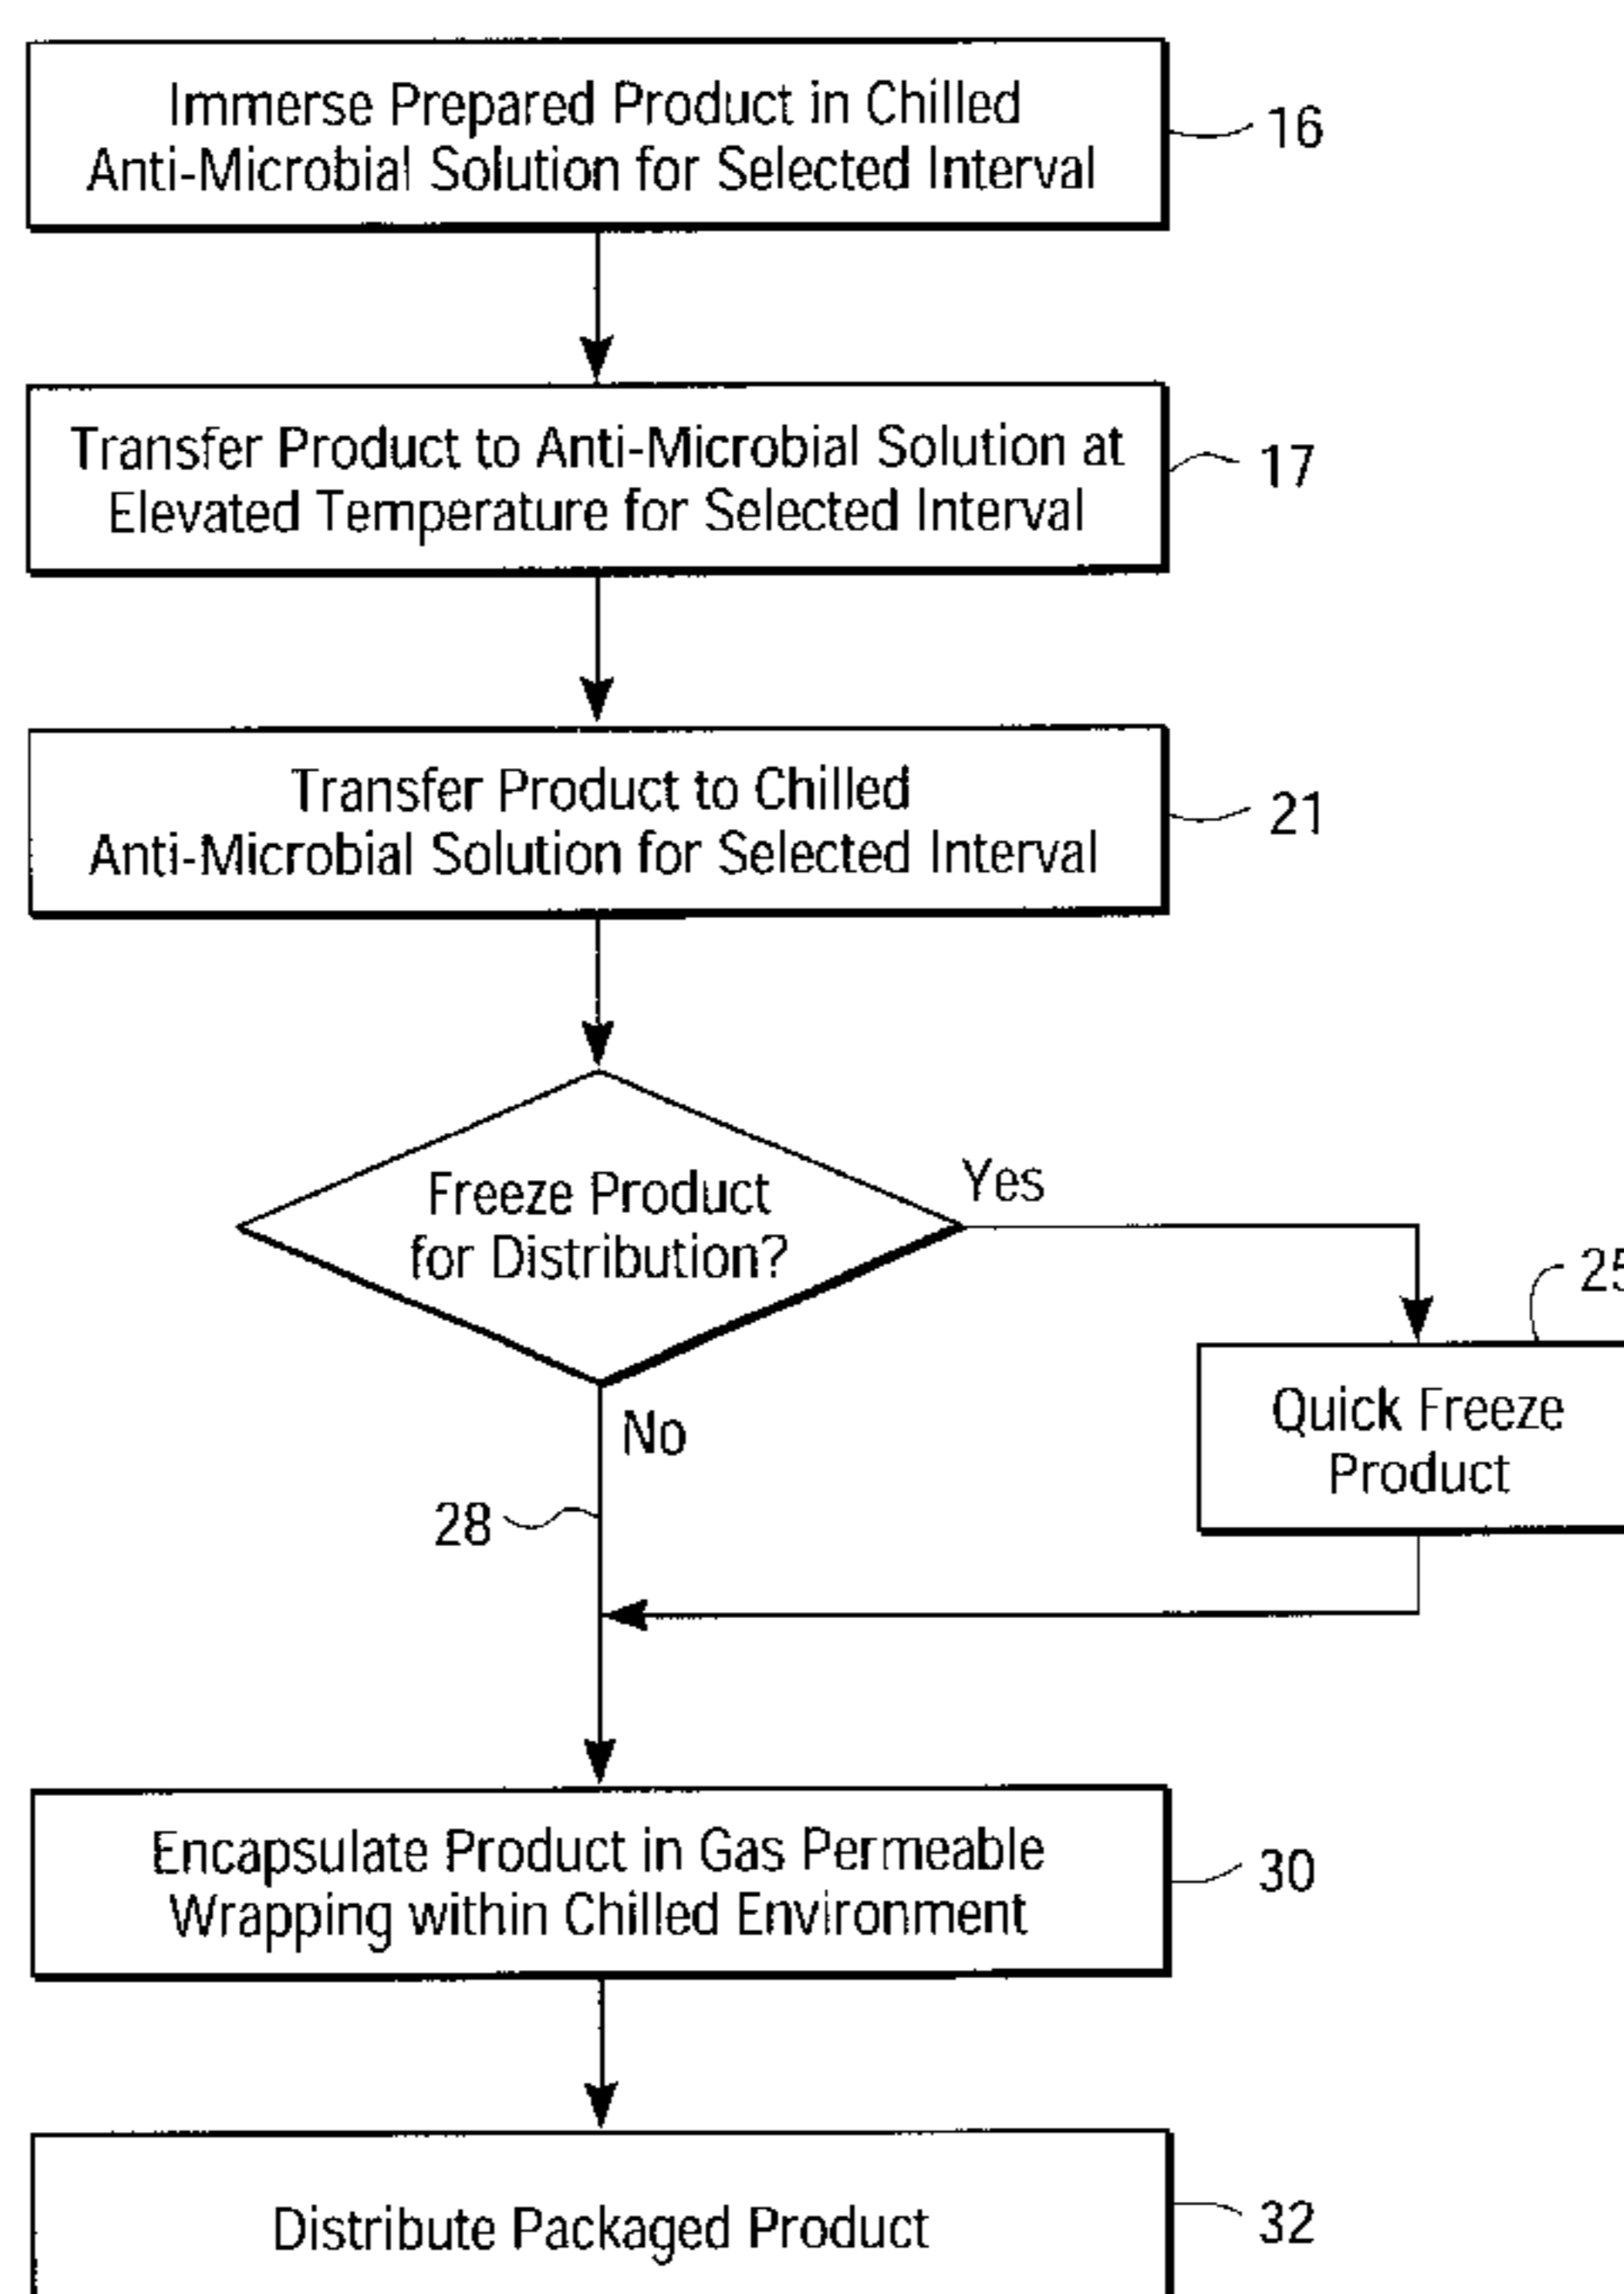 Immerse Prepared Product in Chilled
Anti-Microbial Solution for Selected Interval
16
Transfer Product to Anti-Microbial Solution at
Elevated Temperature for Selected Interval
17
Transfer Product to Chilled
Anti-Microbial Solution for Selected Interval
21
Freeze Product
for Distribution?
Yes
25
Quick Freeze
Product
No
28
Encapsulate Product in Gas Permeable
Wrapping within Chilled Environment
30
Distribute Packaged Product
32